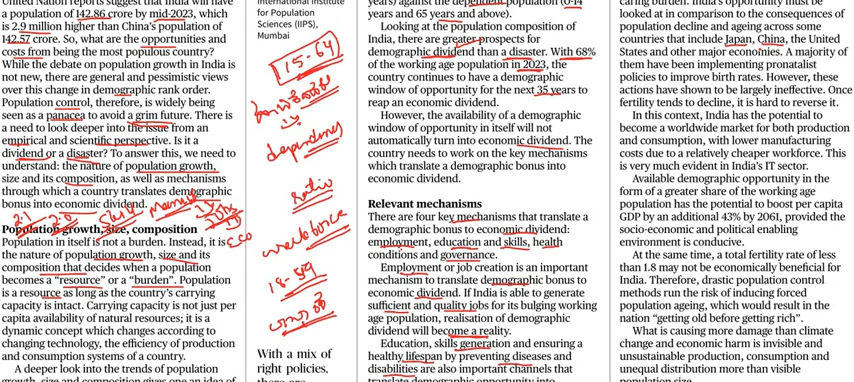 United Nation reports suggest that India will have
a population of 142.86 crore by mid-2023, which
is 2.9 million higher than China's population of
142.57 crore. So, what are the opportunities and
costs from being the most populous country?
While the debate on population growth in India is
not new, there are general and pessimistic views
over this change in demographic rank order.
Population control, therefore, is widely being
seen as a panacea to avoid a grim future. There is
a need to look deeper into the issue from an
empirical and scientific perspective. Is it a
dividend or a disaster? To answer this, we need to
understand: the nature of population growth,
size and its composition, as well as mechanisms
through which a country translates demographic
bonus into economic dividend.
2.1 2.0
Eco
Population growth, size, composition
Population in itself is not a burden. Instead, it is
the nature of population growth, size and its
composition that decides when a population
becomes a "resource" or a "burden". Population
is a resource as long as the country's carrying
capacity is intact. Carrying capacity is not just per
capita availability of natural resources; it is a
dynamic concept which changes according to
changing technology, the efficiency of production
and consumption systems of a country.
A deeper look into the trends of population
growth, size and composition gives one an idea of
International Institute
for Population
Sciences (IIPS),
Mumbai
15-64
dependency
ratio
workforce
18-59
With a mix of
right policies,
there are
years) against the dependent population (0-14
years and 65 years and above).
Looking at the population composition of
India, there are greater prospects for
demographic dividend than a disaster. With 68%
of the working age population in 2023, the
country continues to have a demographic
window of opportunity for the next 35 years to
reap an economic dividend.
However, the availability of a demographic
window of opportunity in itself will not
automatically turn into economic dividend. The
country needs to work on the key mechanisms
which translate a demographic bonus into
economic dividend.
Relevant mechanisms
There are four key mechanisms that translate a
demographic bonus to economic dividend:
employment, education and skills, health
conditions and governance.
Employment or job creation is an important
mechanism to translate demographic bonus to
economic dividend. If India is able to generate
sufficient and quality jobs for its bulging working
age population, realisation of demographic
dividend will become a reality.
Education, skills generation and ensuring a
healthy lifespan by preventing diseases and
disabilities are also important channels that
translate demographic opportunity into
caring burden. India's opportunity must be
looked at in comparison to the consequences of
population decline and ageing across some
countries that include Japan, China, the United
States and other major economies. A majority of
them have been implementing pronatalist
policies to improve birth rates. However, these
actions have shown to be largely ineffective. Once
fertility tends to decline, it is hard to reverse it.
In this context, India has the potential to
become a worldwide market for both production
and consumption, with lower manufacturing
costs due to a relatively cheaper workforce. This
is very much evident in India's IT sector.
Available demographic opportunity in the
form of a greater share of the working age
population has the potential to boost per capita
GDP by an additional 43% by 2061, provided the
socio-economic and political enabling
environment is conducive.
At the same time, a total fertility rate of less
than 1.8 may not be economically beneficial for
India. Therefore, drastic population control
methods run the risk of inducing forced
population ageing, which would result in the
nation "getting old before getting rich".
What is causing more damage than climate
change and economic harm is invisible and
unsustainable production, consumption and
unequal distribution more than visible
population size.